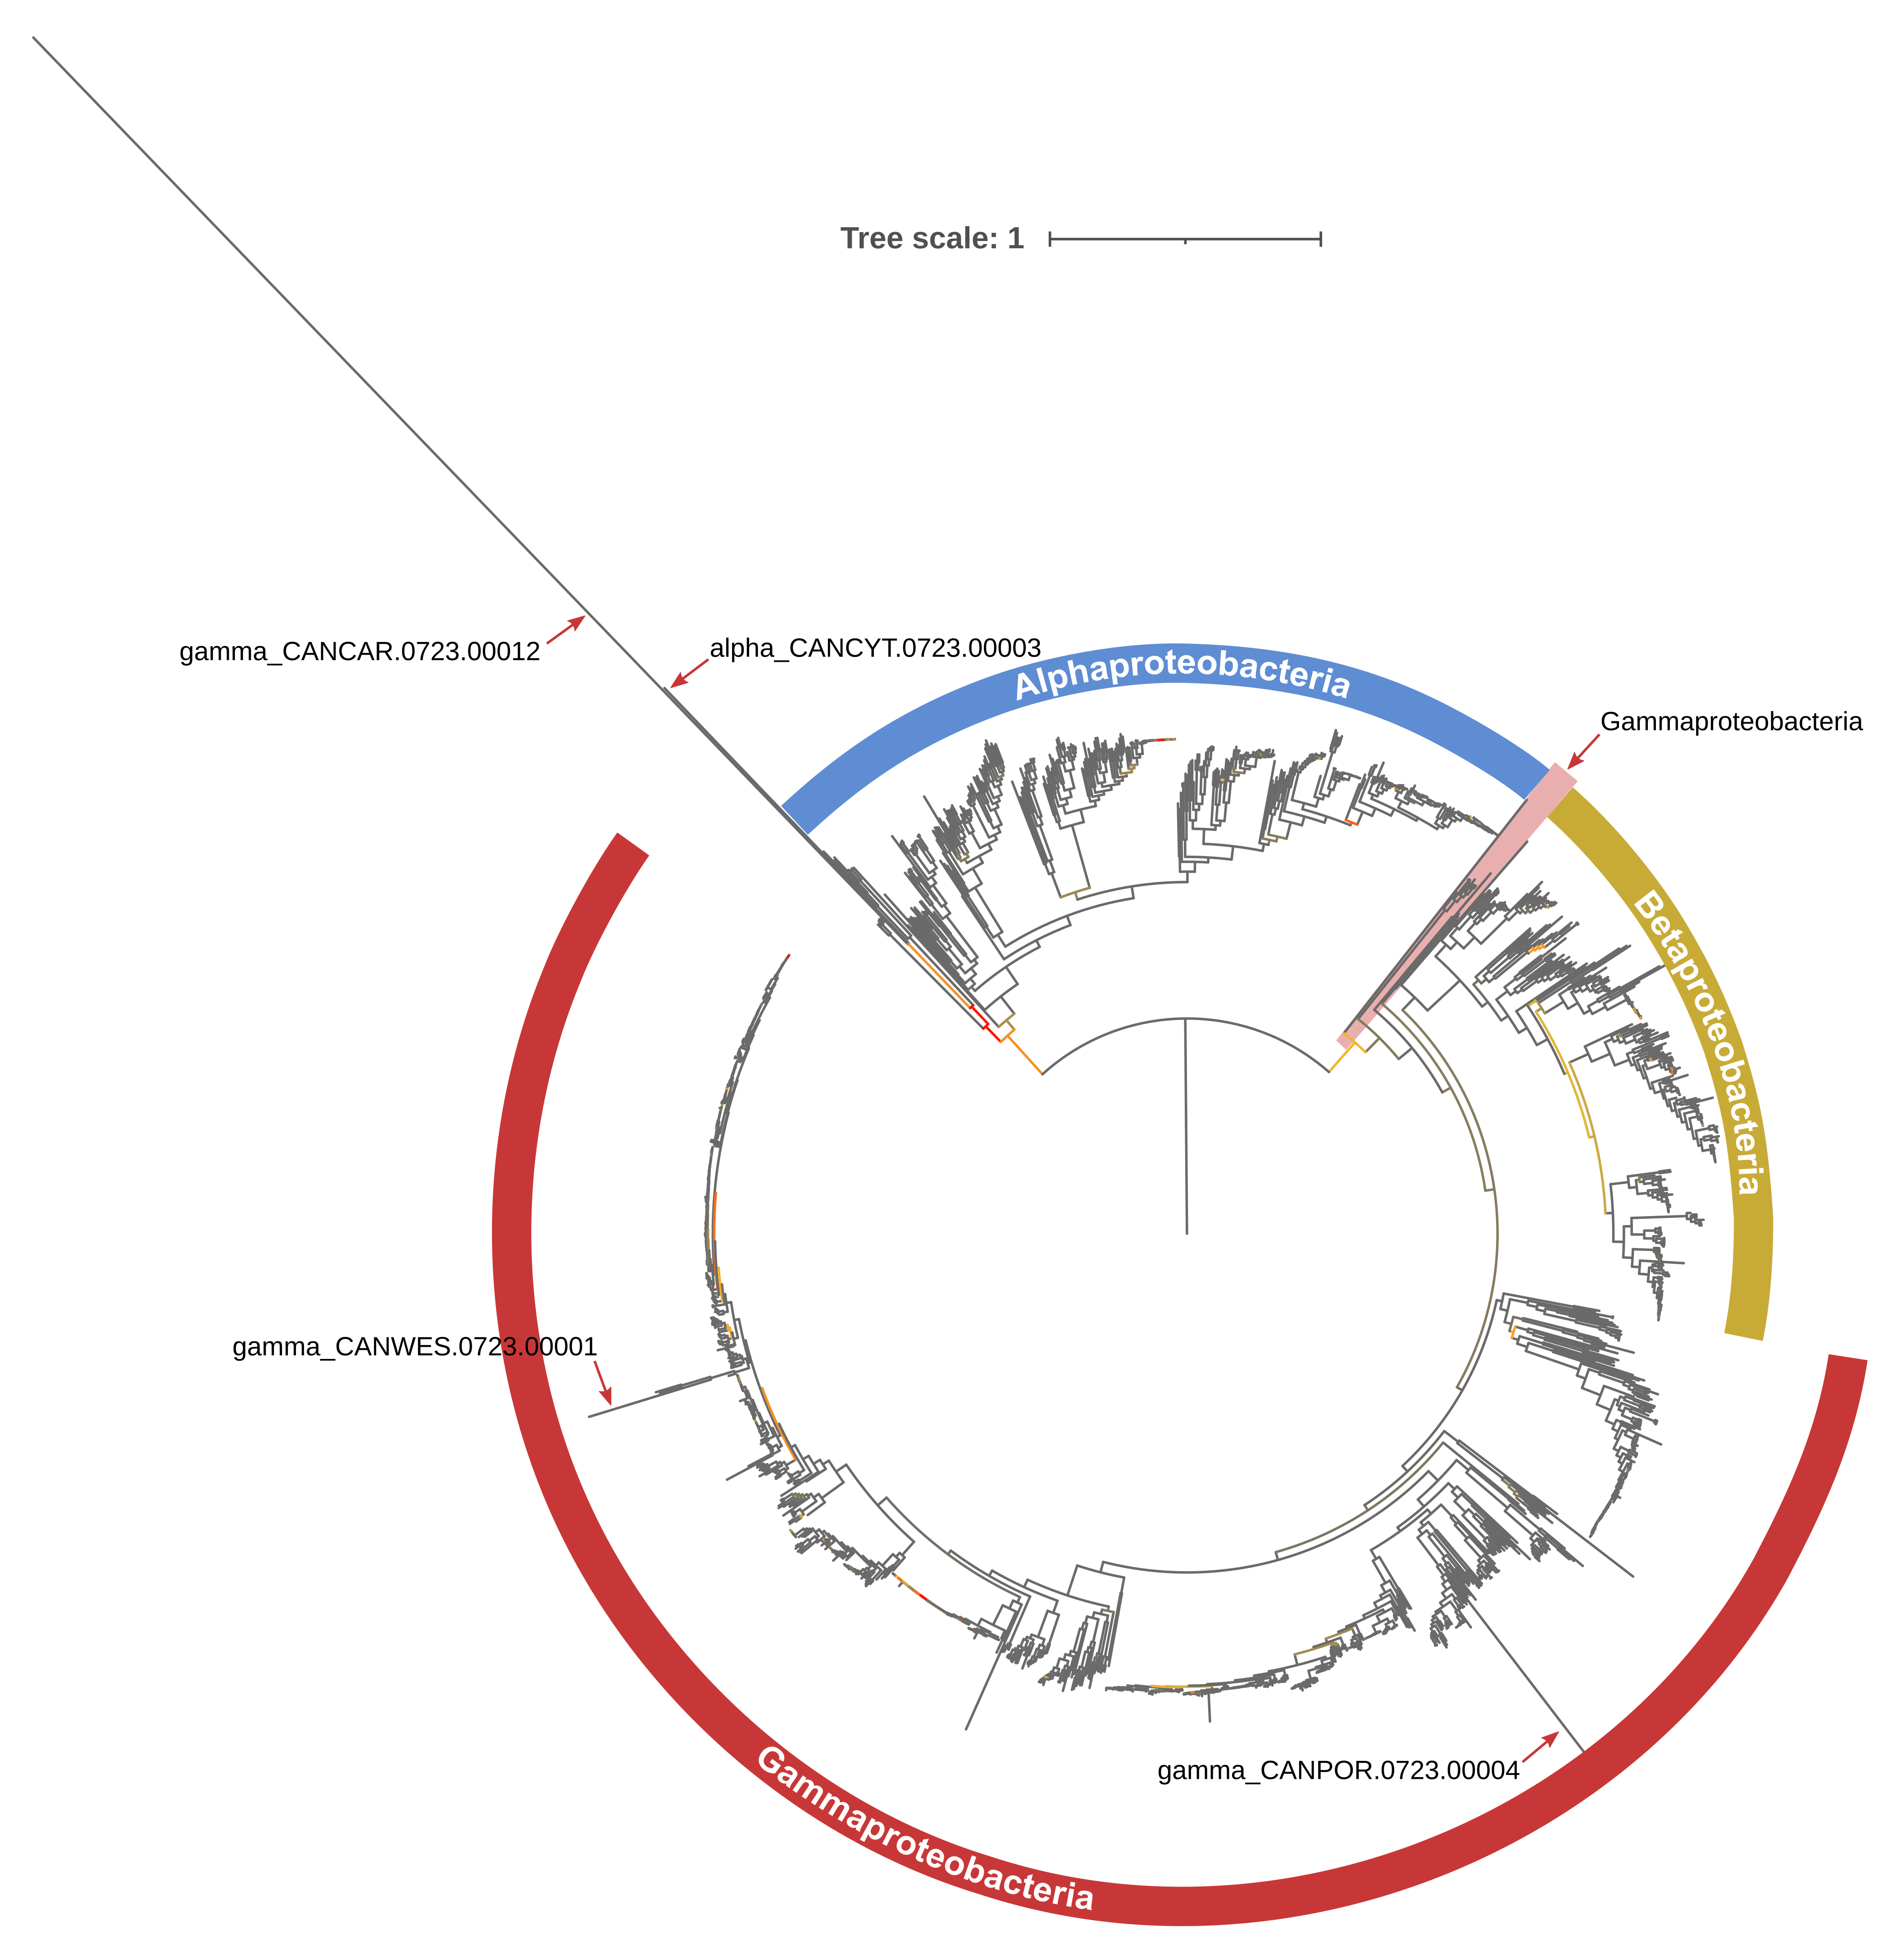 Tree scale: 1
gamma_CANCAR.0723.00012
alpha_CANCYT.0723.00003
Alphaproteobacteria
Gammaproteobacteria
Betaproteobacteria
gamma_CANWES.0723.00001
gamma_CANPOR.0723.00004
Gammaproteobacteria